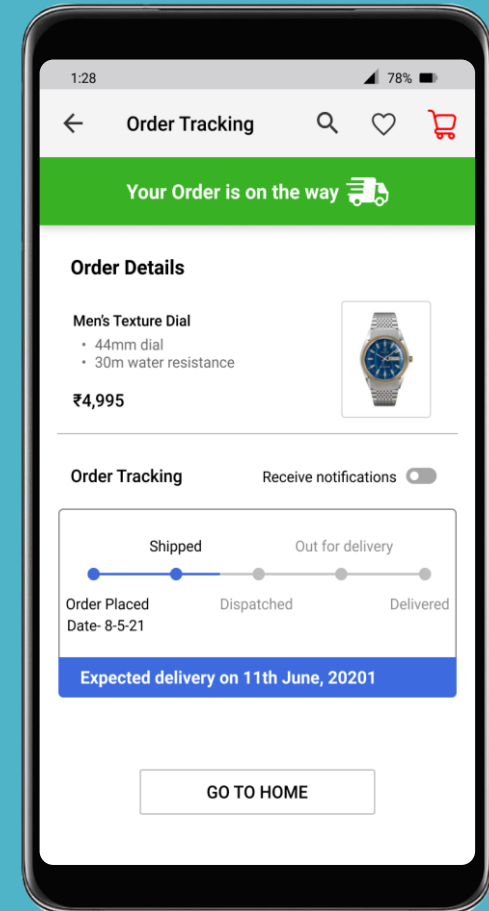 1:28
78%
Order Tracking
Your Order is on the way
Order Details
Men's Texture Dial
• 44mm dial
• 30m water resistance
₹4,995
Order Tracking Receive notifications
Shipped Out for delivery
Order Placed Dispatched Delivered
Date- 8-5-21
Expected delivery on 11th June, 20201
GO TO HOME